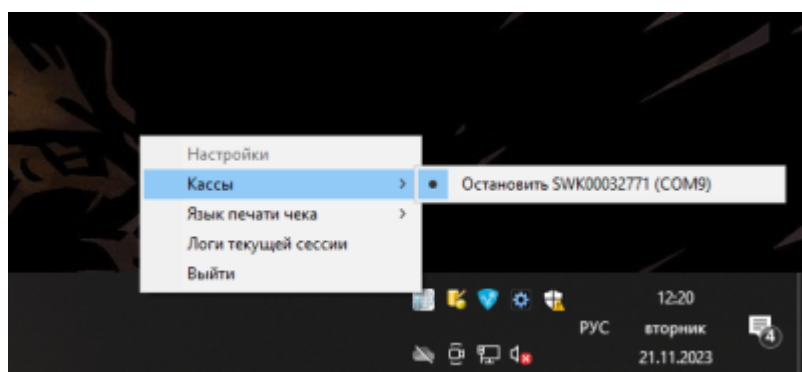 Настройки
Кассы
Остановить SWK00032771 (COM9)
Язык печати чека
Логи текущей сессии
Выйти
12:20
РУС
вторник
4
21.11.2023